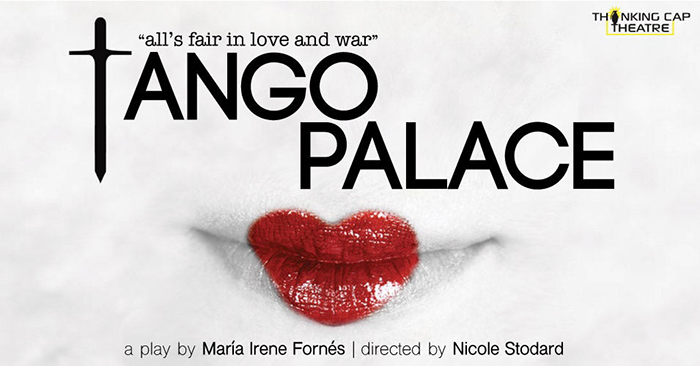 THINKING CAP
THEATRE
“all’s fair in love and war”
tANGO
PALACE
a play by María Irene Fornés | directed by Nicole Stodard